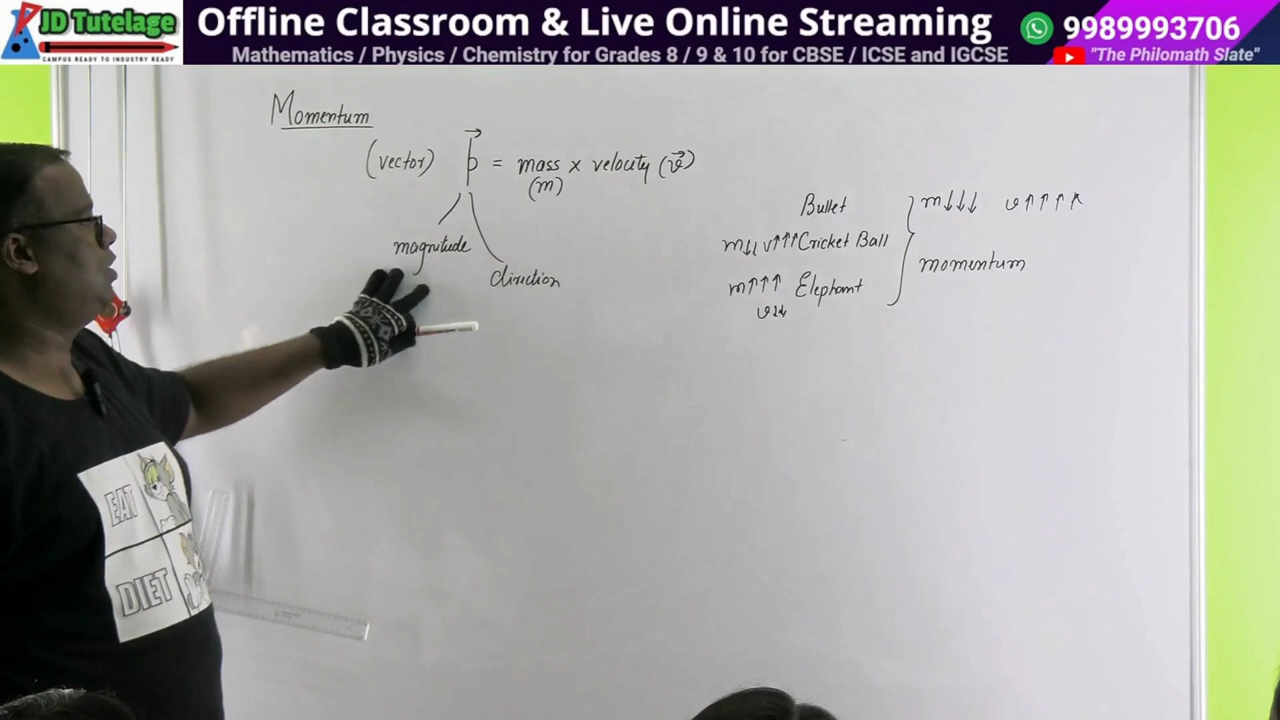 JD Tutelage
CAMPUS READY TO INDUSTRY READY
Offline Classroom & Live Online Streaming
Mathematics / Physics / Chemistry for Grades 8 / 9 & 10 for CBSE / ICSE and IGCSE
9989993706
"The Philomath Slate"
Momentum
(vector) p⃗ = mass × velocity (v⃗)
(m)
magnitude
direction
Bullet } m↓↓↓ v↑↑↑↑
m↓↓ v↑↑↑ Cricket Ball
momentum
m↑↑↑ Elephant
v↓↓
EAT
DIET